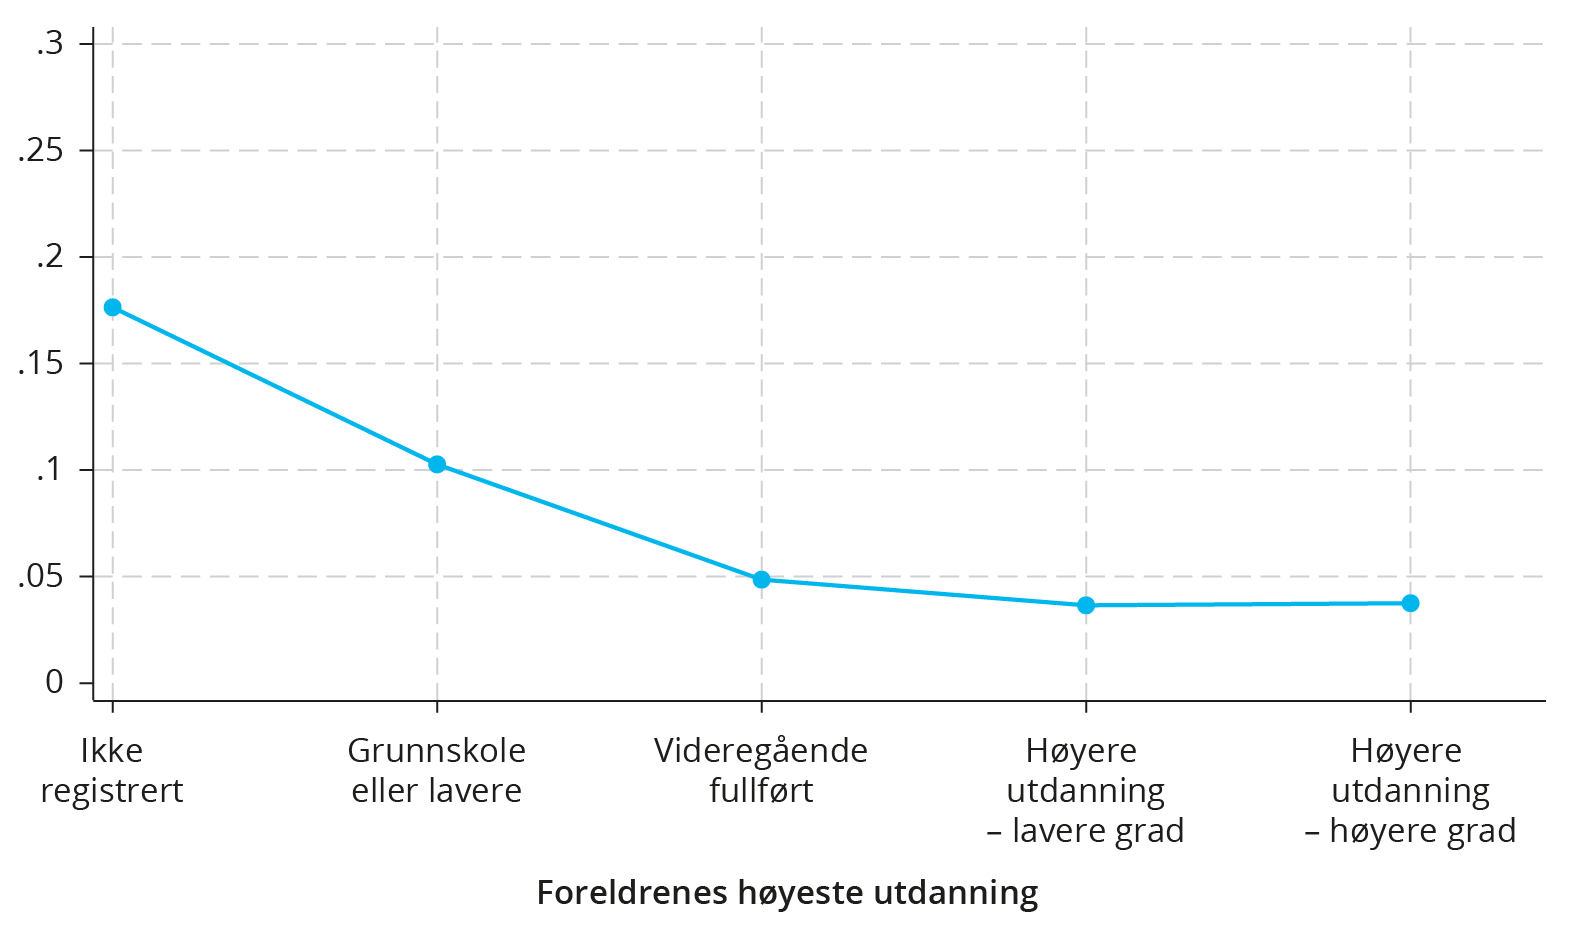 .3
.25
.2
.15
.1
.05
0
Ikke
registrert
Grunnskole
eller lavere
Videregående
fullført
Høyere
utdanning
– lavere grad
Høyere
utdanning
– høyere grad
Foreldrenes høyeste utdanning